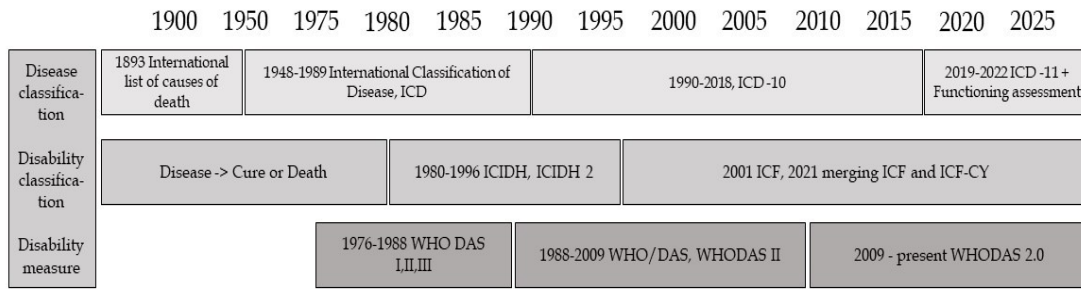 1900 1950 1975 1980 1985 1990 1995 2000 2005 2010 2015 2020 2025
Disease
classifica-
tion
1893 International
list of causes of
death
1948-1989 International Classification of
Disease, ICD
1990-2018, ICD-10
2019-2022 ICD-11 +
Functioning assessment
Disability
classifica-
tion
Disease -> Cure or Death
1980-1996 ICIDH, ICIDH 2
2001 ICF, 2021 merging ICF and ICF-CY
Disability
measure
1976-1988 WHO DAS
I,II,III
1988-2009 WHO/DAS, WHODAS II
2009 - present WHODAS 2.0